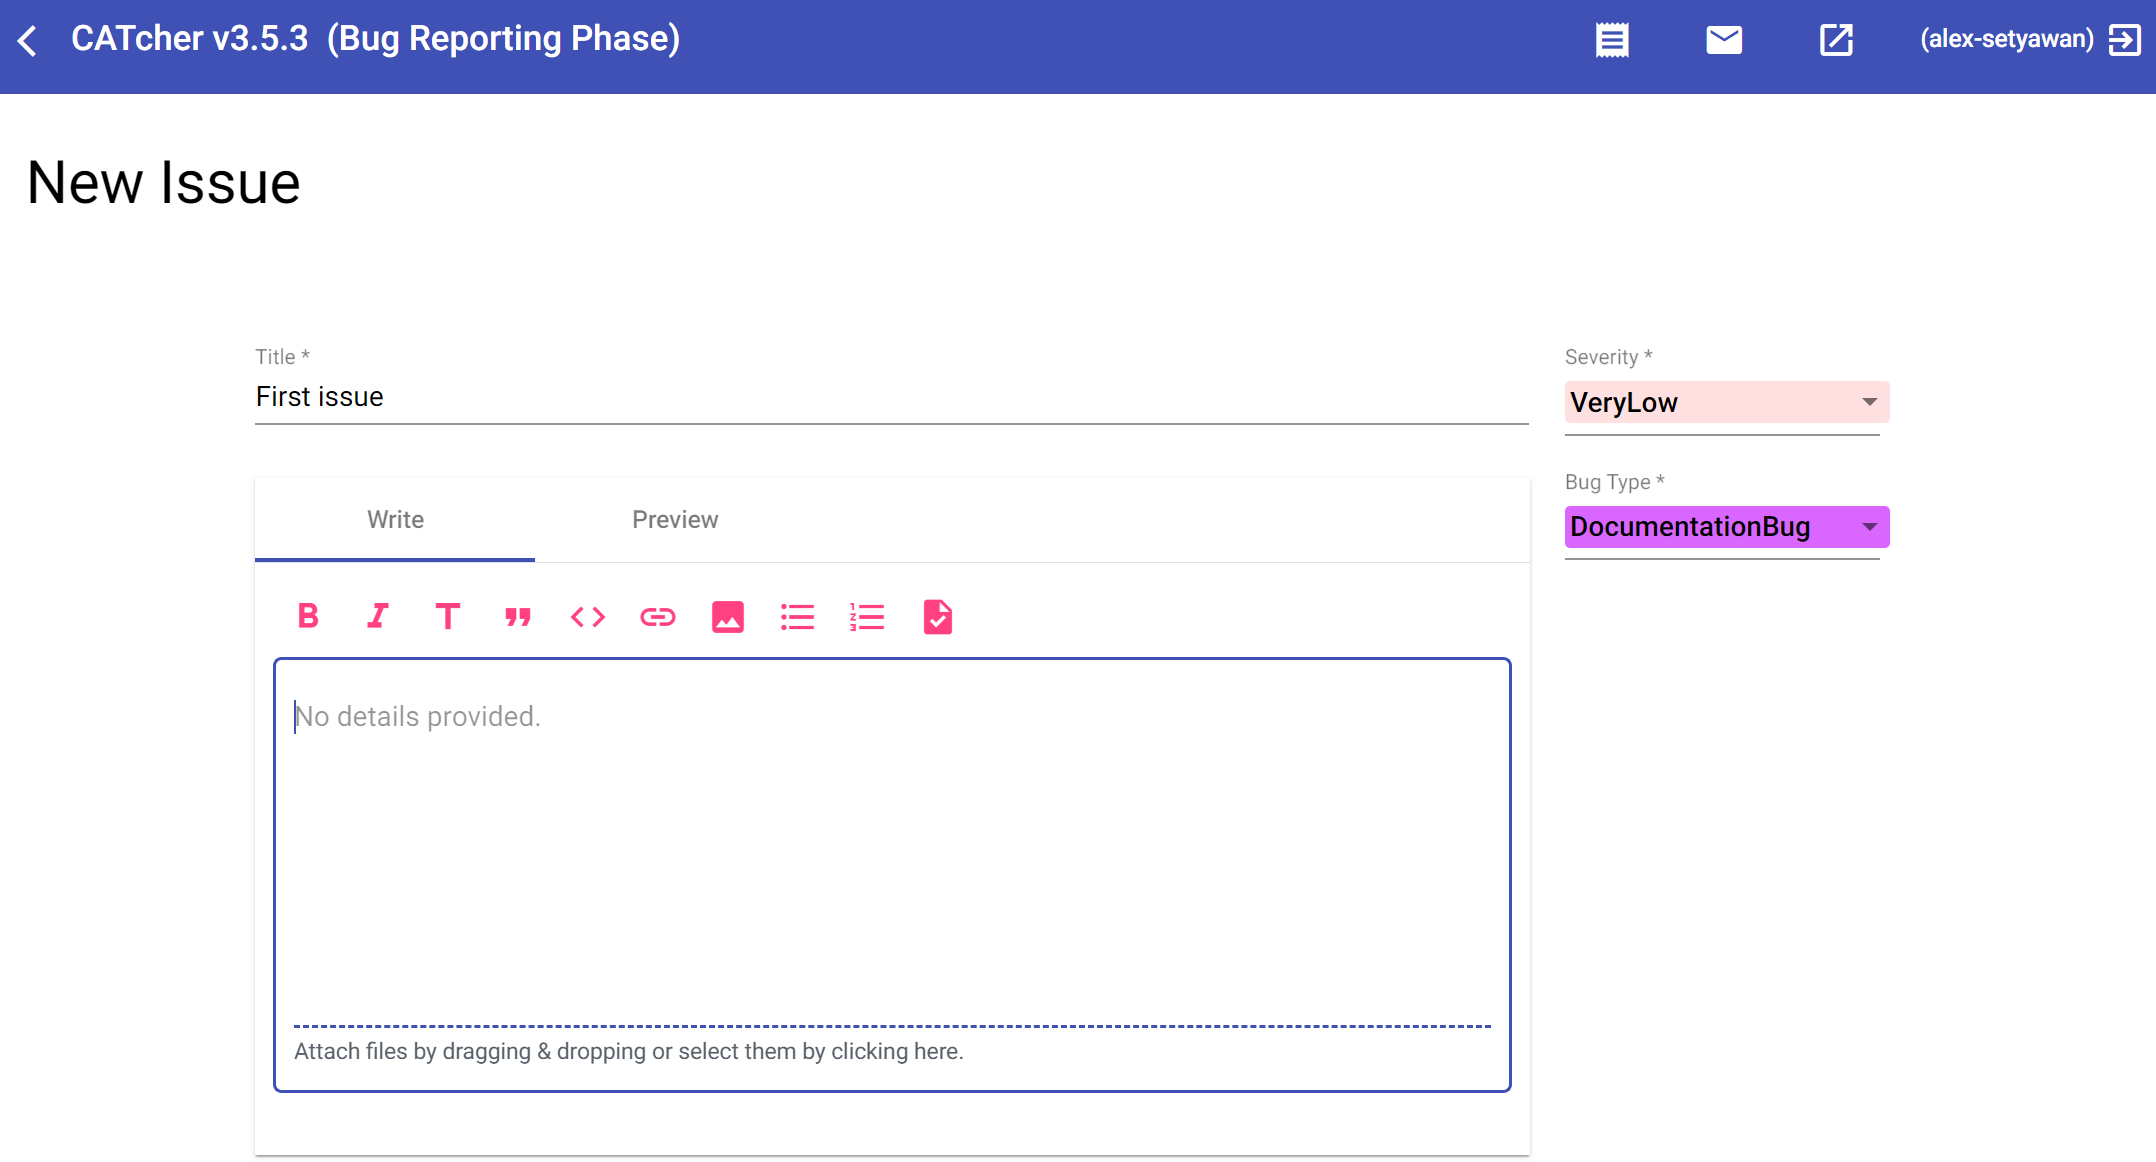 CATcher v3.5.3 (Bug Reporting Phase)
(alex-setyawan)
New Issue
Title *
First issue
Severity *
VeryLow
Bug Type *
DocumentationBug
Write
Preview
No details provided.
Attach files by dragging & dropping or select them by clicking here.